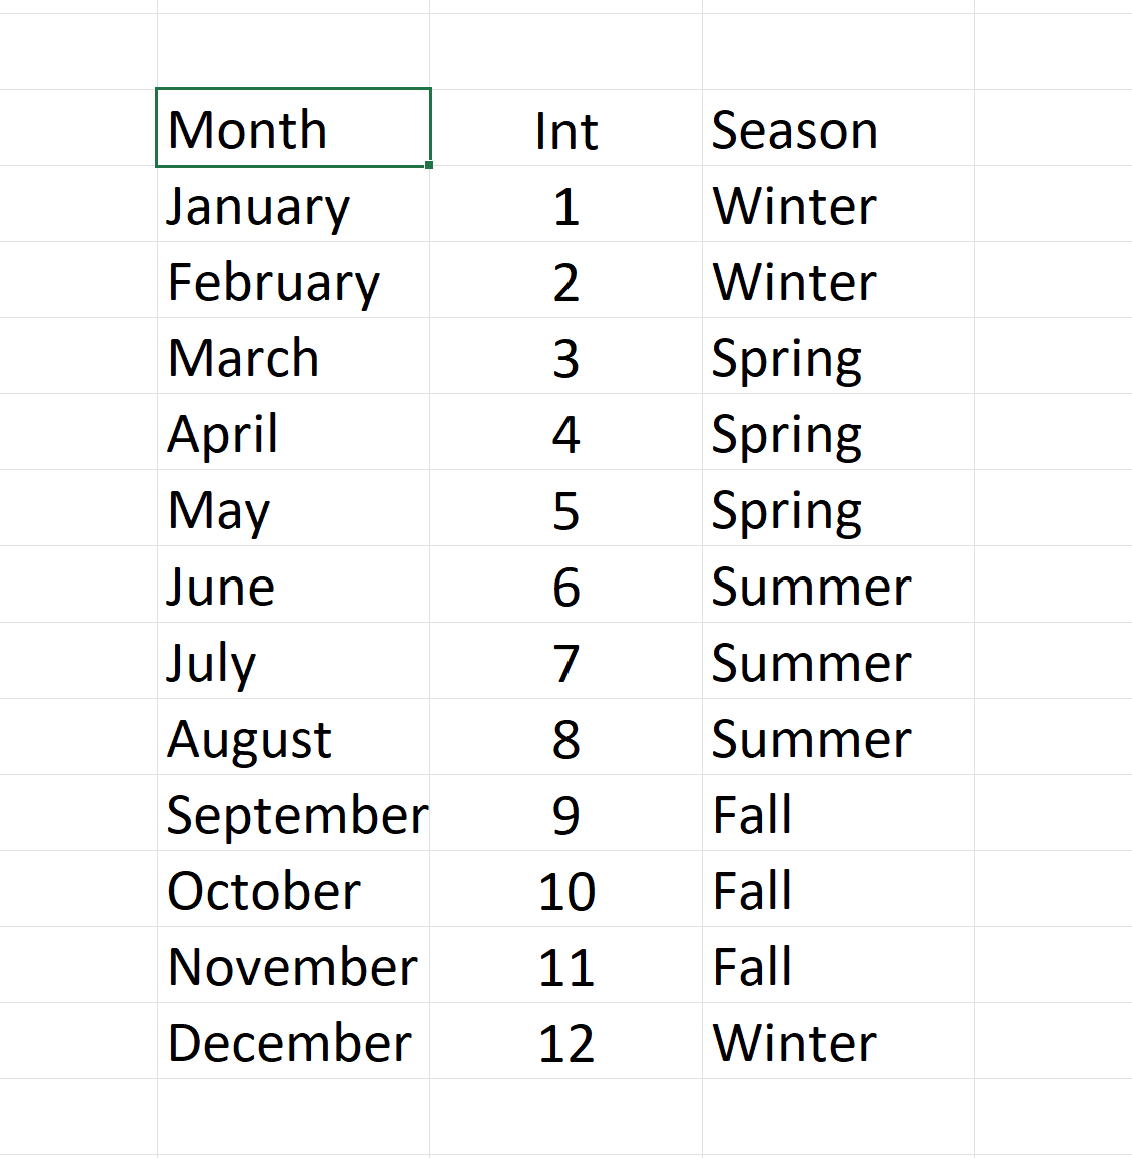 Month Int Season
January 1 Winter
February 2 Winter
March 3 Spring
April 4 Spring
May 5 Spring
June 6 Summer
July 7 Summer
August 8 Summer
September 9 Fall
October 10 Fall
November 11 Fall
December 12 Winter